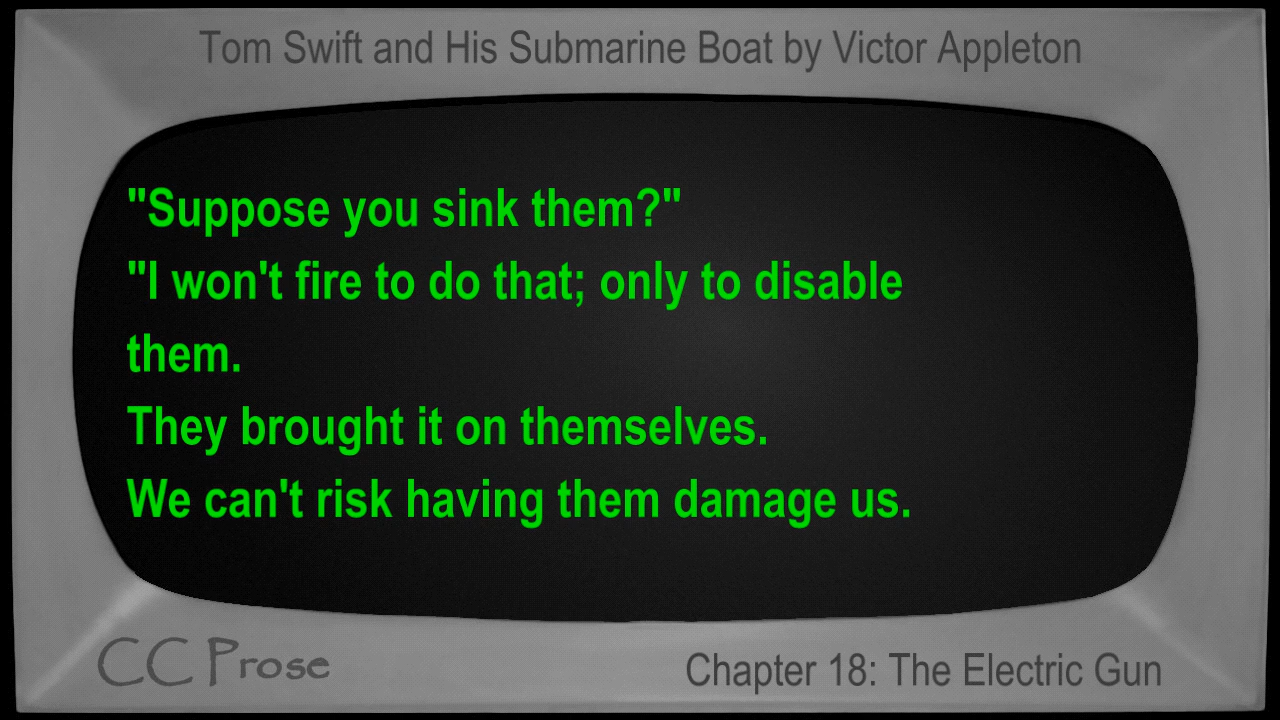 Tom Swift and His Submarine Boat by Victor Appleton
"Suppose you sink them?"
"I won't fire to do that; only to disable
them.
They brought it on themselves.
We can't risk having them damage us.
CC Prose
Chapter 18: The Electric Gun